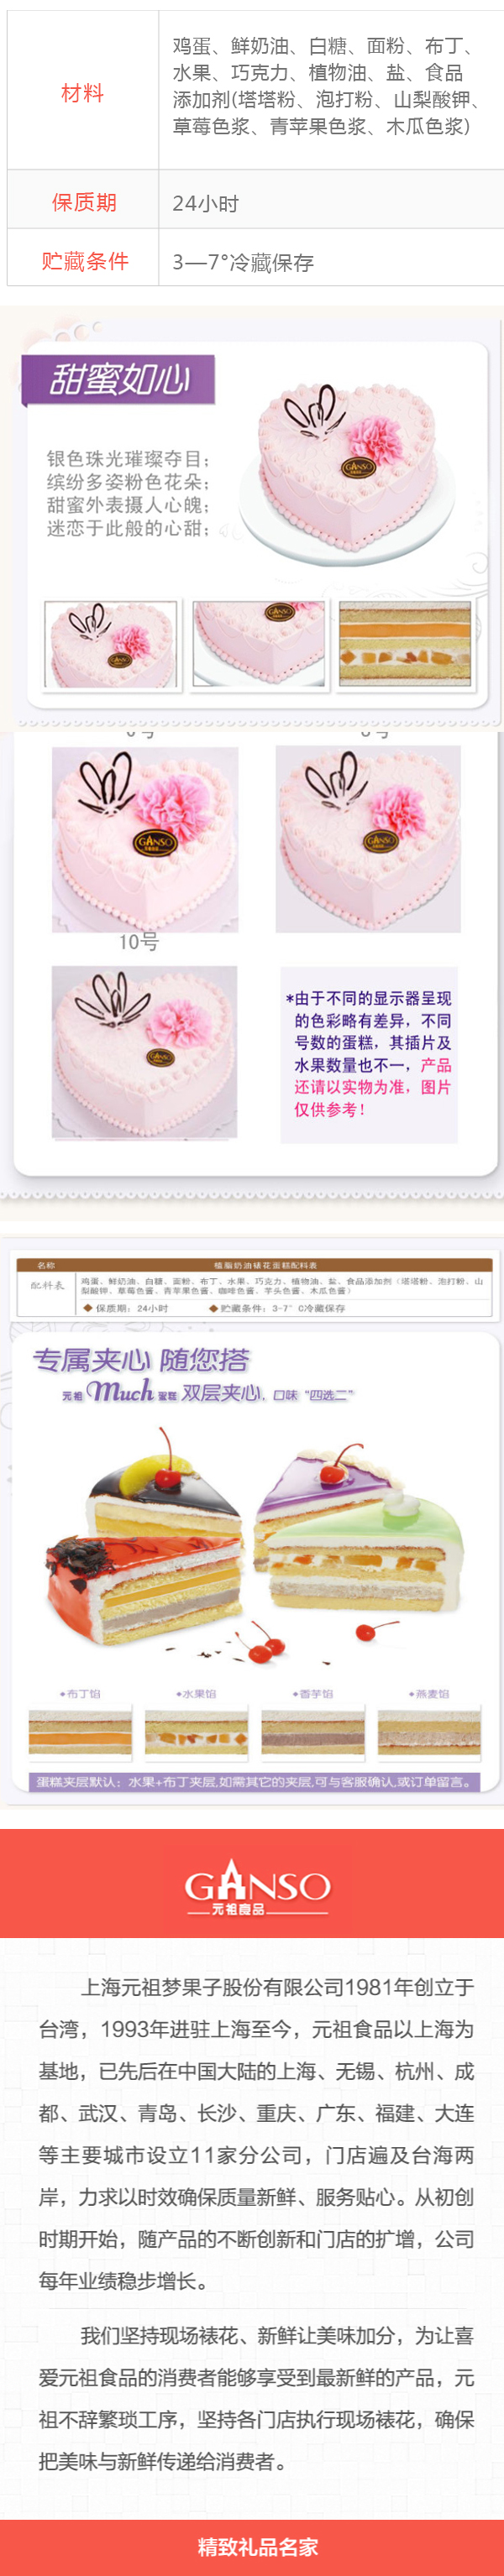 材料
鸡蛋、鲜奶油、白糖、面粉、布丁、
水果、巧克力、植物油、盐、食品
添加剂(塔塔粉、泡打粉、山梨酸钾、
草莓色浆、青苹果色浆、木瓜色浆)
保质期
24小时
贮藏条件
3—7°冷藏保存
甜蜜如心
银色珠光璀璨夺目;
缤纷多姿粉色花朵;
甜蜜外表摄人心魄;
迷恋于此般的心甜;
GANSO
GANSO
GANSO
GANSO
GANSO
10号
GANSO
*由于不同的显示器呈现
的色彩略有差异，不同
号数的蛋糕，其插片及
水果数量也不一，产品
还请以实物为准，图片
仅供参考!
名称
植脂奶油裱花蛋糕配料表
配料表
鸡蛋、鲜奶油、白糖、面粉、布丁、水果、巧克力、植物油、盐、食品添加剂（塔塔粉、泡打粉、山
梨酸钾、草莓色酱、青苹果色酱、咖啡色酱、芋头色酱、木瓜色酱）
◆ 保质期：24小时
◆ 贮藏条件：3-7°C冷藏保存
专属夹心 随您搭
元祖Much蛋糕 双层夹心，口味“四选二”
◆布丁馅
◆水果馅
◆香芋馅
◆燕麦馅
蛋糕夹层默认：水果+布丁夹层,如需其它的夹层,可与客服确认,或订单留言。
GANSO
元祖食品
上海元祖梦果子股份有限公司1981年创立于
台湾，1993年进驻上海至今，元祖食品以上海为
基地，已先后在中国大陆的上海、无锡、杭州、成
都、武汉、青岛、长沙、重庆、广东、福建、大连
等主要城市设立11家分公司，门店遍及台海两
岸，力求以时效确保质量新鲜、服务贴心。从初创
时期开始，随产品的不断创新和门店的扩增，公司
每年业绩稳步增长。
我们坚持现场裱花、新鲜让美味加分，为让喜
爱元祖食品的消费者能够享受到最新鲜的产品，元
祖不辞繁琐工序，坚持各门店执行现场裱花，确保
把美味与新鲜传递给消费者。
精致礼品名家